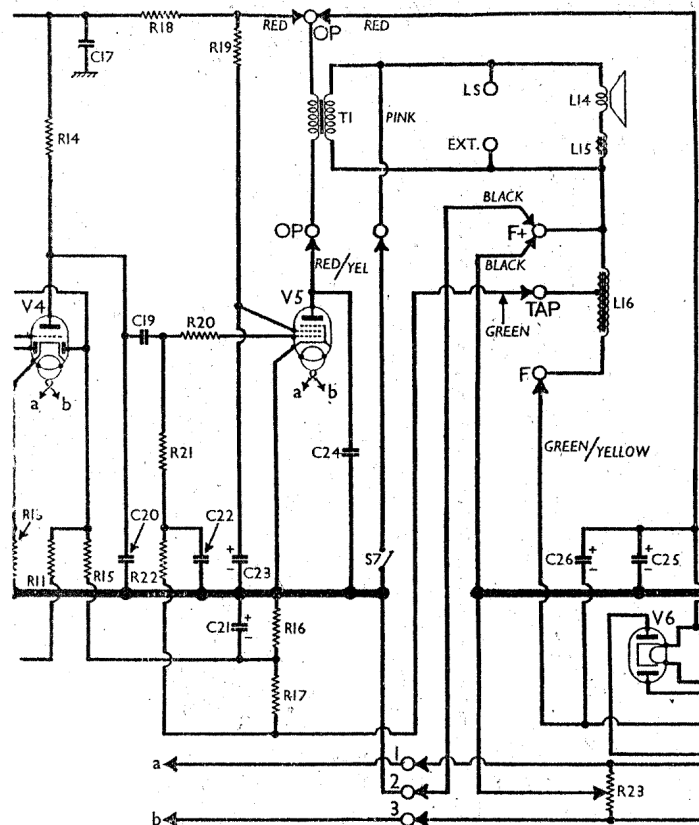 R18
RED
OP
RED
C17
R19
R14
T1
PINK
LS
L14
EXT.
L15
BLACK
OP
F+
BLACK
RED/YEL
V4
V5
L16
TAP
GREEN
C19
R20
a b
a b
F
R21
C24
GREEN/YELLOW
R13
C20
C22
S7
C26
+
−
+
−
C25
R11
R15
R22
+
C23
C21
+
−
R16
V6
R17
a
1
2
R23
b
3